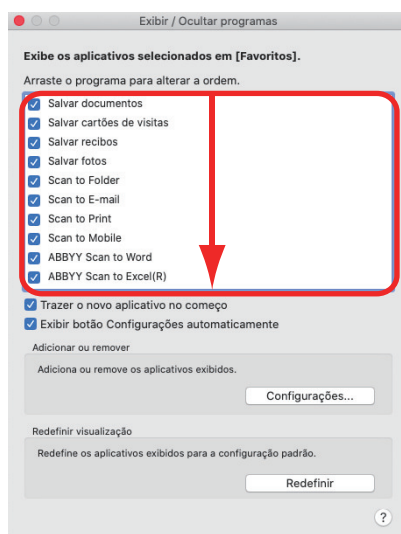 Exibir / Ocultar programas
Exibe os aplicativos selecionados em [Favoritos].
Arraste o programa para alterar a ordem.
Salvar documentos
Salvar cartões de visitas
Salvar recibos
Salvar fotos
Scan to Folder
Scan to E-mail
Scan to Print
Scan to Mobile
ABBYY Scan to Word
ABBYY Scan to Excel(R)
Trazer o novo aplicativo no começo
Exibir botão Configurações automaticamente
Adicionar ou remover
Adiciona ou remove os aplicativos exibidos.
Configurações...
Redefinir visualização
Redefine os aplicativos exibidos para a configuração padrão.
Redefinir
?